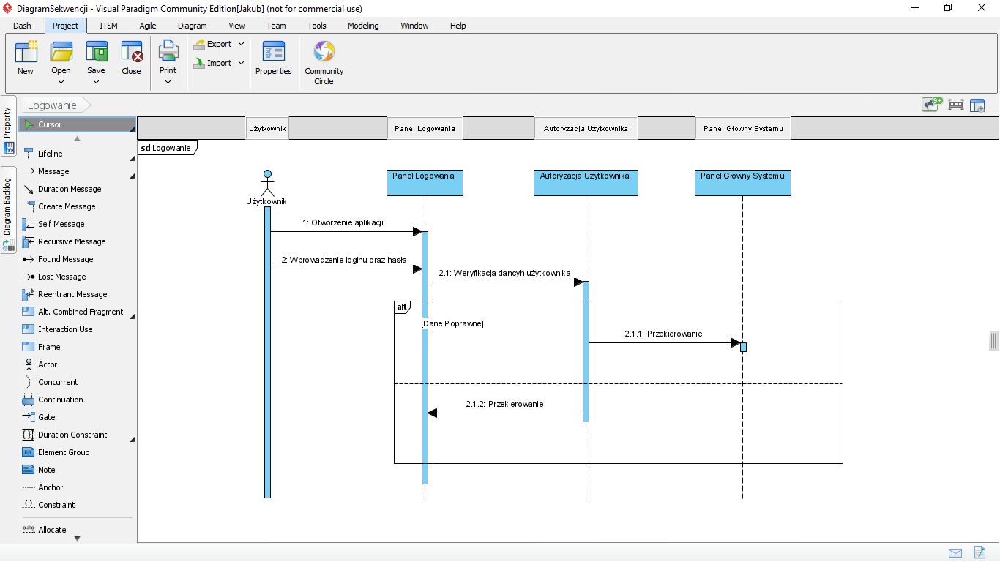 DiagramSekwencji - Visual Paradigm Community Edition[Jakub] (not for commercial use)
Dash Project ITSM Agile Diagram View Team Tools Modeling Window Help
New Open Save Close Print Export Import Properties Community Circle
Logowanie
9+
Property
Diagram Backlog
Cursor
Lifeline
Message
Duration Message
Create Message
Self Message
Recursive Message
Found Message
Lost Message
Reentrant Message
Alt. Combined Fragment
Interaction Use
Frame
Actor
Concurrent
Continuation
Gate
Duration Constraint
EG Element Group
Note
Anchor
Constraint
Allocate
Użytkownik Panel Logowania Autoryzacja Użytkownika Panel Głowny Systemu
sd Logowanie
Panel Logowania Autoryzacja Użytkownika Panel Głowny Systemu
Użytkownik
1: Otworzenie aplikacji
2: Wprowadzenie loginu oraz hasła
2.1: Weryfikacja dancyh użytkownika
alt
[Dane Poprawne]
2.1.1: Przekierowanie
2.1.2: Przekierowanie